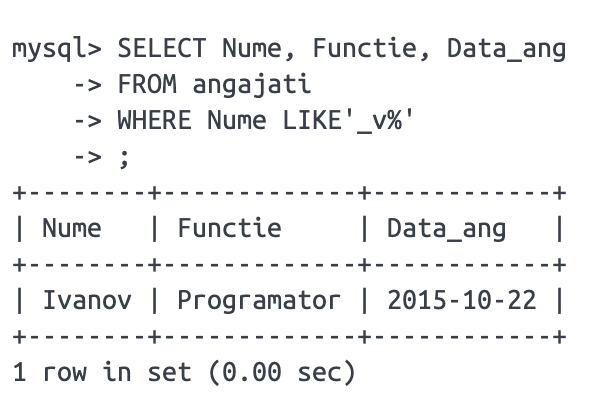 mysql> SELECT Nume, Functie, Data_ang
    -> FROM angajati
    -> WHERE Nume LIKE'_v%'
    -> ;
+--------+-------------+------------+
| Nume   | Functie     | Data_ang   |
+--------+-------------+------------+
| Ivanov | Programator | 2015-10-22 |
+--------+-------------+------------+
1 row in set (0.00 sec)